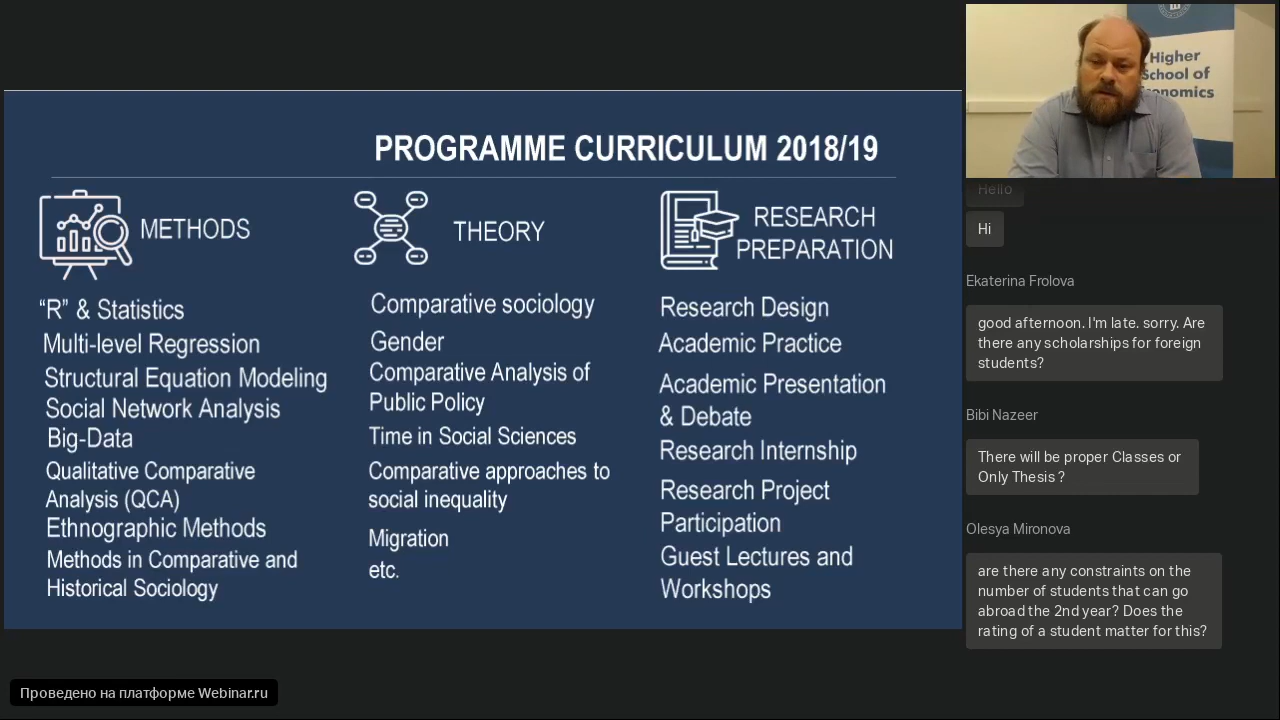 PROGRAMME CURRICULUM 2018/19
METHODS
"R" & Statistics
Multi-level Regression
Structural Equation Modeling
Social Network Analysis
Big-Data
Qualitative Comparative
Analysis (QCA)
Ethnographic Methods
Methods in Comparative and
Historical Sociology
THEORY
Comparative sociology
Gender
Comparative Analysis of
Public Policy
Time in Social Sciences
Comparative approaches to
social inequality
Migration
etc.
RESEARCH
PREPARATION
Research Design
Academic Practice
Academic Presentation
& Debate
Research Internship
Research Project
Participation
Guest Lectures and
Workshops
Higher
School of
Economics
Hello
Hi
Ekaterina Frolova
good afternoon. I'm late. sorry. Are
there any scholarships for foreign
students?
Bibi Nazeer
There will be proper Classes or
Only Thesis ?
Olesya Mironova
are there any constraints on the
number of students that can go
abroad the 2nd year? Does the
rating of a student matter for this?
Проведено на платформе Webinar.ru